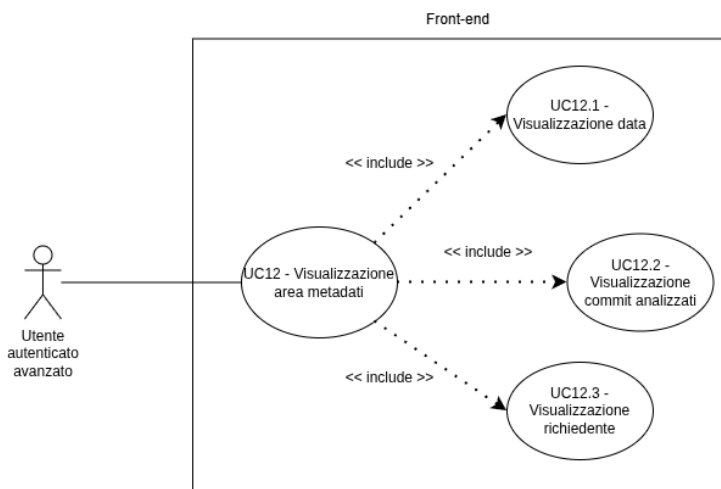 Front-end
UC12.1 -
Visualizzazione data
<< include >>
<< include >>
UC12 - Visualizzazione
area metadati
UC12.2 -
Visualizzazione
commit analizzati
Utente
autenticato
avanzato
<< include >>
UC12.3 -
Visualizzazione
richiedente